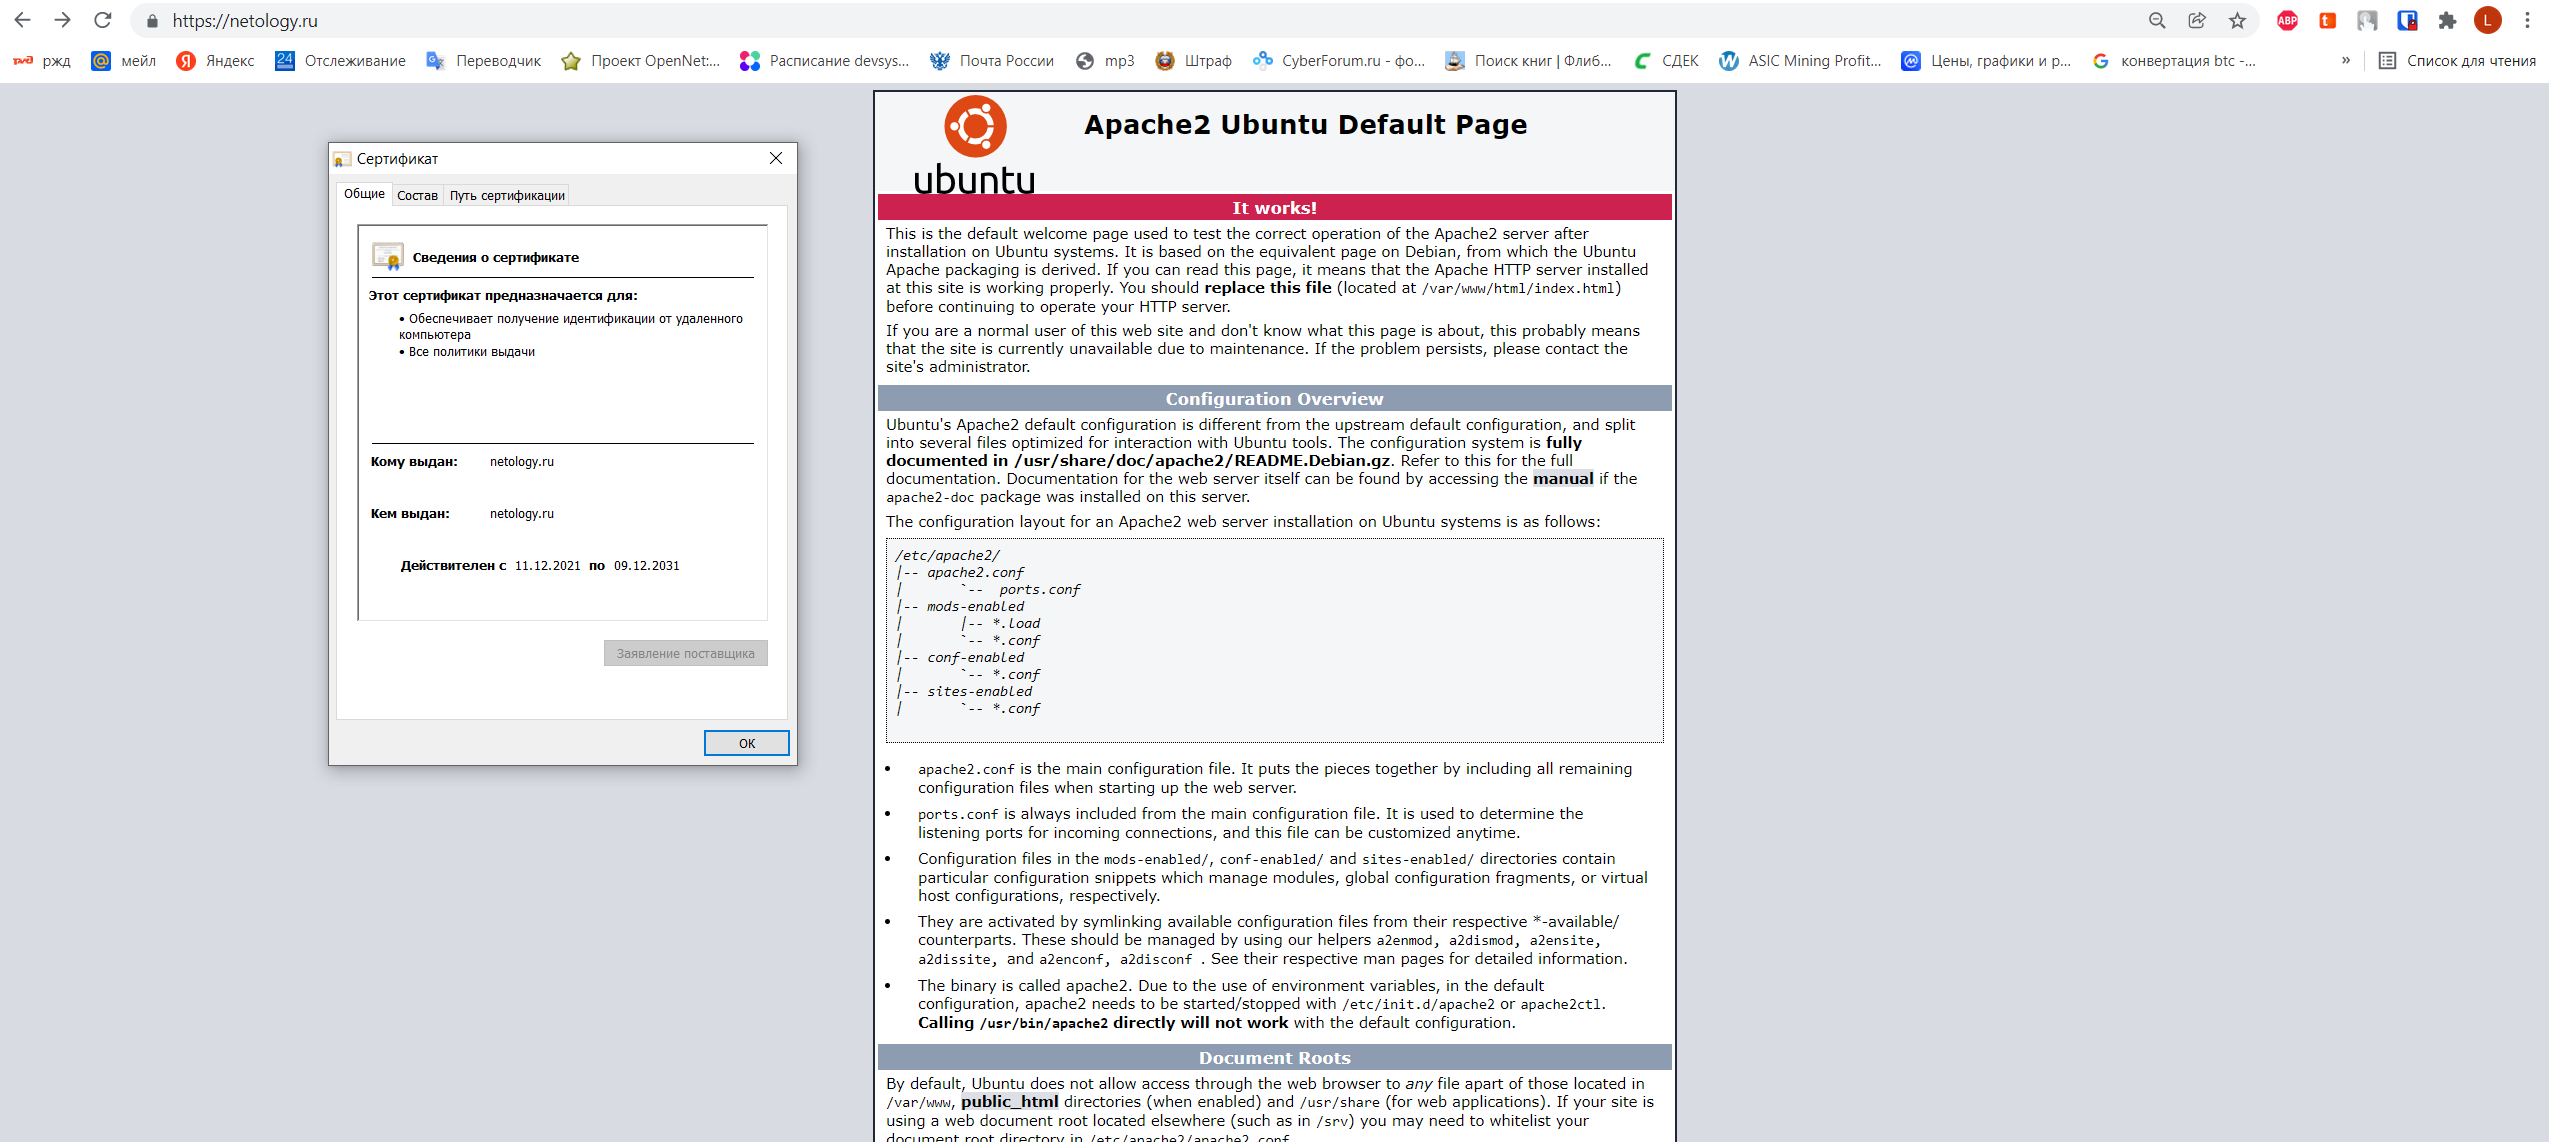 https://netology.ru
ABP
t
L
ржд
мейл
Яндекс
24
Отслеживание
Переводчик
Проект OpenNet:...
Расписание devsys...
Почта России
mp3
Штраф
CyberForum.ru - фо...
Поиск книг | Флиб...
СДЕК
ASIC Mining Profit...
Цены, графики и р...
конвертация btc -...
»
Список для чтения
Сертификат
Общие
Состав
Путь сертификации
Сведения о сертификате
Этот сертификат предназначается для:
• Обеспечивает получение идентификации от удаленного
компьютера
• Все политики выдачи
Кому выдан: netology.ru
Кем выдан: netology.ru
Действителен с 11.12.2021 по 09.12.2031
Заявление поставщика
ОК
ubuntu
Apache2 Ubuntu Default Page
It works!
This is the default welcome page used to test the correct operation of the Apache2 server after
installation on Ubuntu systems. It is based on the equivalent page on Debian, from which the Ubuntu
Apache packaging is derived. If you can read this page, it means that the Apache HTTP server installed
at this site is working properly. You should replace this file (located at /var/www/html/index.html)
before continuing to operate your HTTP server.
If you are a normal user of this web site and don't know what this page is about, this probably means
that the site is currently unavailable due to maintenance. If the problem persists, please contact the
site's administrator.
Configuration Overview
Ubuntu's Apache2 default configuration is different from the upstream default configuration, and split
into several files optimized for interaction with Ubuntu tools. The configuration system is fully
documented in /usr/share/doc/apache2/README.Debian.gz. Refer to this for the full
documentation. Documentation for the web server itself can be found by accessing the manual if the
apache2-doc package was installed on this server.
The configuration layout for an Apache2 web server installation on Ubuntu systems is as follows:
/etc/apache2/
|-- apache2.conf
|       `--  ports.conf
|-- mods-enabled
|       |-- *.load
|       `-- *.conf
|-- conf-enabled
|       `-- *.conf
|-- sites-enabled
|       `-- *.conf
• apache2.conf is the main configuration file. It puts the pieces together by including all remaining
configuration files when starting up the web server.
• ports.conf is always included from the main configuration file. It is used to determine the
listening ports for incoming connections, and this file can be customized anytime.
• Configuration files in the mods-enabled/, conf-enabled/ and sites-enabled/ directories contain
particular configuration snippets which manage modules, global configuration fragments, or virtual
host configurations, respectively.
• They are activated by symlinking available configuration files from their respective *-available/
counterparts. These should be managed by using our helpers a2enmod, a2dismod, a2ensite,
a2dissite, and a2enconf, a2disconf . See their respective man pages for detailed information.
• The binary is called apache2. Due to the use of environment variables, in the default
configuration, apache2 needs to be started/stopped with /etc/init.d/apache2 or apache2ctl.
Calling /usr/bin/apache2 directly will not work with the default configuration.
Document Roots
By default, Ubuntu does not allow access through the web browser to any file apart of those located in
/var/www, public_html directories (when enabled) and /usr/share (for web applications). If your site is
using a web document root located elsewhere (such as in /srv) you may need to whitelist your
document root directory in /etc/apache2/apache2.conf.